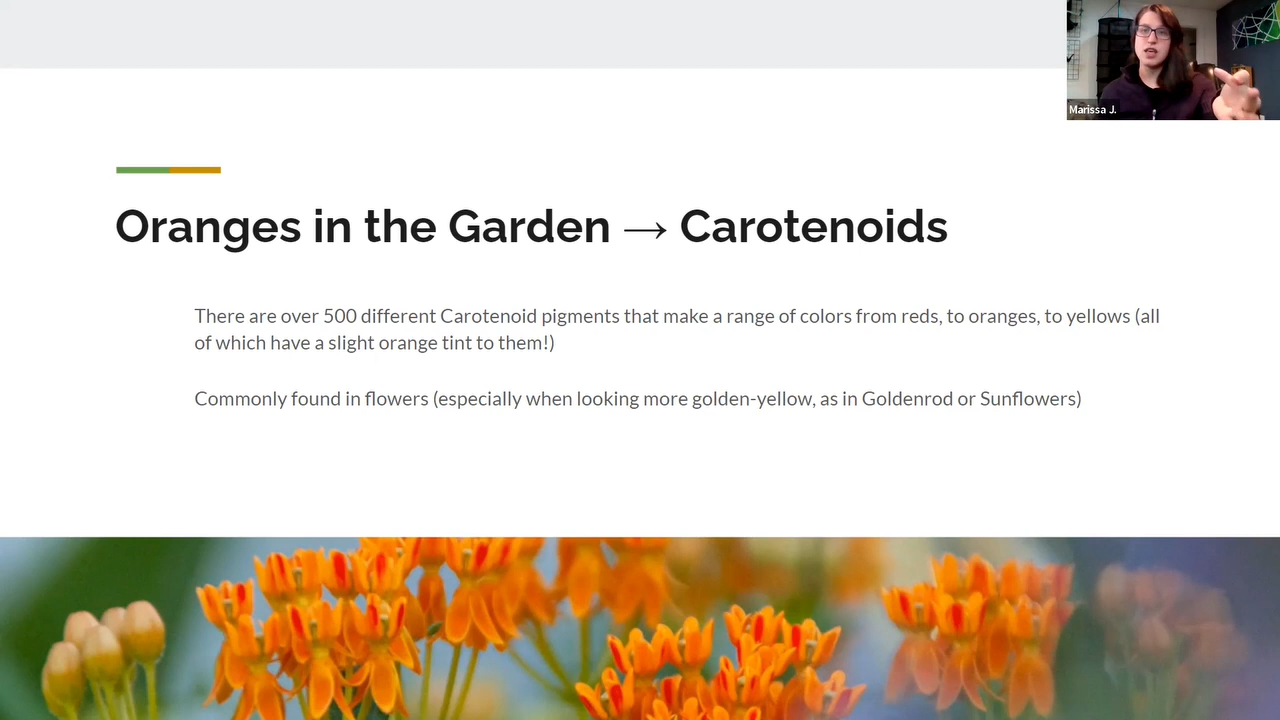 Marissa J.
Oranges in the Garden → Carotenoids
There are over 500 different Carotenoid pigments that make a range of colors from reds, to oranges, to yellows (all
of which have a slight orange tint to them!)
Commonly found in flowers (especially when looking more golden-yellow, as in Goldenrod or Sunflowers)